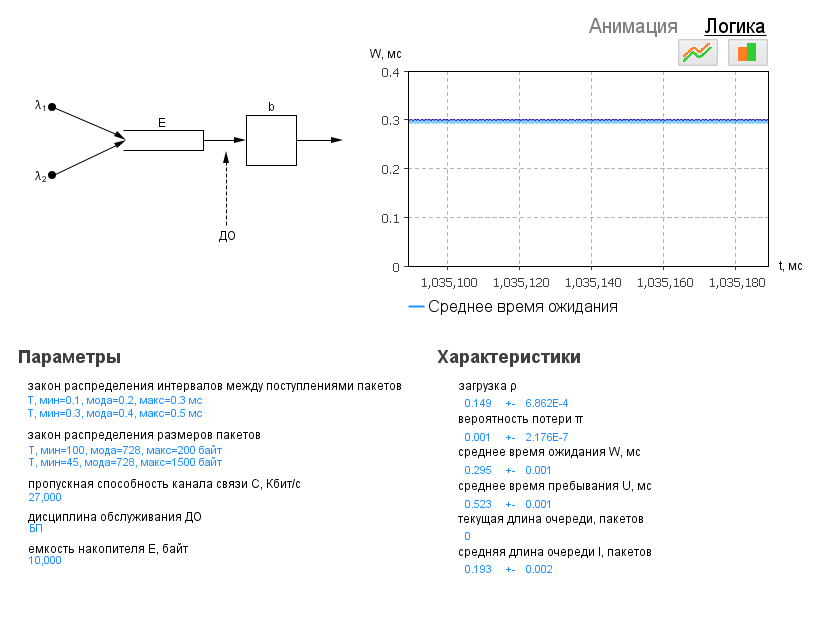 Анимация Логика
W, мс
0.4
0.3
0.2
0.1
0
1,035,100 1,035,120 1,035,140 1,035,160 1,035,180
t, мс
Среднее время ожидания
λ1
λ2
E
b
ДО
Параметры
закон распределения интервалов между поступлениями пакетов
T, мин=0.1, мода=0.2, макс=0.3 мс
T, мин=0.3, мода=0.4, макс=0.5 мс
закон распределения размеров пакетов
T, мин=100, мода=728, макс=200 байт
T, мин=45, мода=728, макс=1500 байт
пропускная способность канала связи С, Кбит/с
27,000
дисциплина обслуживания ДО
БП
емкость накопителя Е, байт
10,000
Характеристики
загрузка ρ
0.149 +- 6.862E-4
вероятность потери π
0.001 +- 2.176E-7
среднее время ожидания W, мс
0.295 +- 0.001
среднее время пребывания U, мс
0.523 +- 0.001
текущая длина очереди, пакетов
0
средняя длина очереди l, пакетов
0.193 +- 0.002